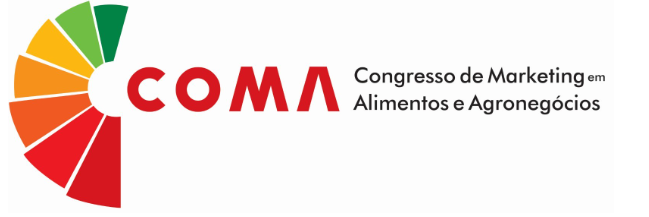 COMA
Congresso de Marketing em
Alimentos e Agronegócios